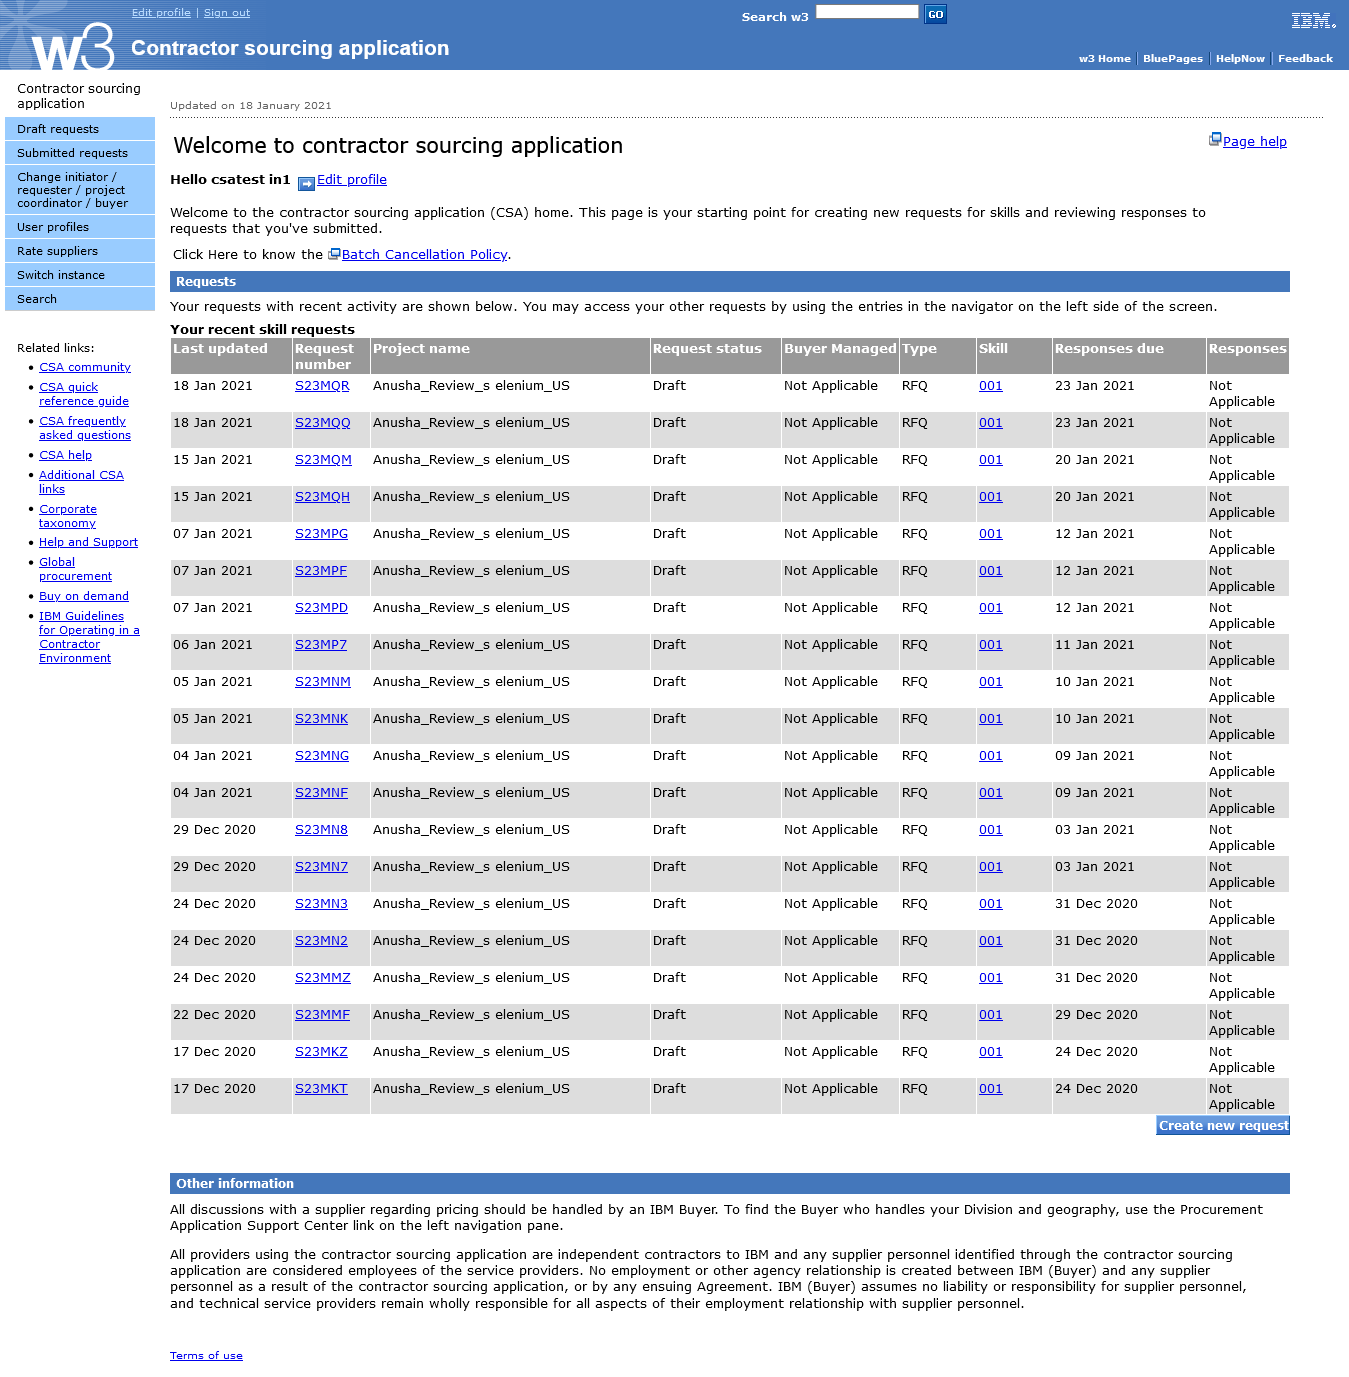 Edit profile | Sign out
Search w3 GO
IBM.
w3 Contractor sourcing application
w3 Home BluePages HelpNow Feedback
Contractor sourcing
application
Draft requests
Submitted requests
Change initiator /
requester / project
coordinator / buyer
User profiles
Rate suppliers
Switch instance
Search
Related links:
CSA community
CSA quick
reference guide
CSA frequently
asked questions
CSA help
Additional CSA
links
Corporate
taxonomy
Help and Support
Global
procurement
Buy on demand
IBM Guidelines
for Operating in a
Contractor
Environment
Updated on 18 January 2021
Welcome to contractor sourcing application
Page help
Hello csatest in1 Edit profile
Welcome to the contractor sourcing application (CSA) home. This page is your starting point for creating new requests for skills and reviewing responses to
requests that you've submitted.
Click Here to know the Batch Cancellation Policy.
Requests
Your requests with recent activity are shown below. You may access your other requests by using the entries in the navigator on the left side of the screen.
Your recent skill requests
Last updated Request number Project name Request status Buyer Managed Type Skill Responses due Responses
18 Jan 2021 S23MQR Anusha_Review_s elenium_US Draft Not Applicable RFQ 001 23 Jan 2021 Not Applicable
18 Jan 2021 S23MQQ Anusha_Review_s elenium_US Draft Not Applicable RFQ 001 23 Jan 2021 Not Applicable
15 Jan 2021 S23MQM Anusha_Review_s elenium_US Draft Not Applicable RFQ 001 20 Jan 2021 Not Applicable
15 Jan 2021 S23MQH Anusha_Review_s elenium_US Draft Not Applicable RFQ 001 20 Jan 2021 Not Applicable
07 Jan 2021 S23MPG Anusha_Review_s elenium_US Draft Not Applicable RFQ 001 12 Jan 2021 Not Applicable
07 Jan 2021 S23MPF Anusha_Review_s elenium_US Draft Not Applicable RFQ 001 12 Jan 2021 Not Applicable
07 Jan 2021 S23MPD Anusha_Review_s elenium_US Draft Not Applicable RFQ 001 12 Jan 2021 Not Applicable
06 Jan 2021 S23MP7 Anusha_Review_s elenium_US Draft Not Applicable RFQ 001 11 Jan 2021 Not Applicable
05 Jan 2021 S23MNM Anusha_Review_s elenium_US Draft Not Applicable RFQ 001 10 Jan 2021 Not Applicable
05 Jan 2021 S23MNK Anusha_Review_s elenium_US Draft Not Applicable RFQ 001 10 Jan 2021 Not Applicable
04 Jan 2021 S23MNG Anusha_Review_s elenium_US Draft Not Applicable RFQ 001 09 Jan 2021 Not Applicable
04 Jan 2021 S23MNF Anusha_Review_s elenium_US Draft Not Applicable RFQ 001 09 Jan 2021 Not Applicable
29 Dec 2020 S23MN8 Anusha_Review_s elenium_US Draft Not Applicable RFQ 001 03 Jan 2021 Not Applicable
29 Dec 2020 S23MN7 Anusha_Review_s elenium_US Draft Not Applicable RFQ 001 03 Jan 2021 Not Applicable
24 Dec 2020 S23MN3 Anusha_Review_s elenium_US Draft Not Applicable RFQ 001 31 Dec 2020 Not Applicable
24 Dec 2020 S23MN2 Anusha_Review_s elenium_US Draft Not Applicable RFQ 001 31 Dec 2020 Not Applicable
24 Dec 2020 S23MMZ Anusha_Review_s elenium_US Draft Not Applicable RFQ 001 31 Dec 2020 Not Applicable
22 Dec 2020 S23MMF Anusha_Review_s elenium_US Draft Not Applicable RFQ 001 29 Dec 2020 Not Applicable
17 Dec 2020 S23MKZ Anusha_Review_s elenium_US Draft Not Applicable RFQ 001 24 Dec 2020 Not Applicable
17 Dec 2020 S23MKT Anusha_Review_s elenium_US Draft Not Applicable RFQ 001 24 Dec 2020 Not Applicable
Create new request
Other information
All discussions with a supplier regarding pricing should be handled by an IBM Buyer. To find the Buyer who handles your Division and geography, use the Procurement
Application Support Center link on the left navigation pane.
All providers using the contractor sourcing application are independent contractors to IBM and any supplier personnel identified through the contractor sourcing
application are considered employees of the service providers. No employment or other agency relationship is created between IBM (Buyer) and any supplier
personnel as a result of the contractor sourcing application, or by any ensuing Agreement. IBM (Buyer) assumes no liability or responsibility for supplier personnel,
and technical service providers remain wholly responsible for all aspects of their employment relationship with supplier personnel.
Terms of use